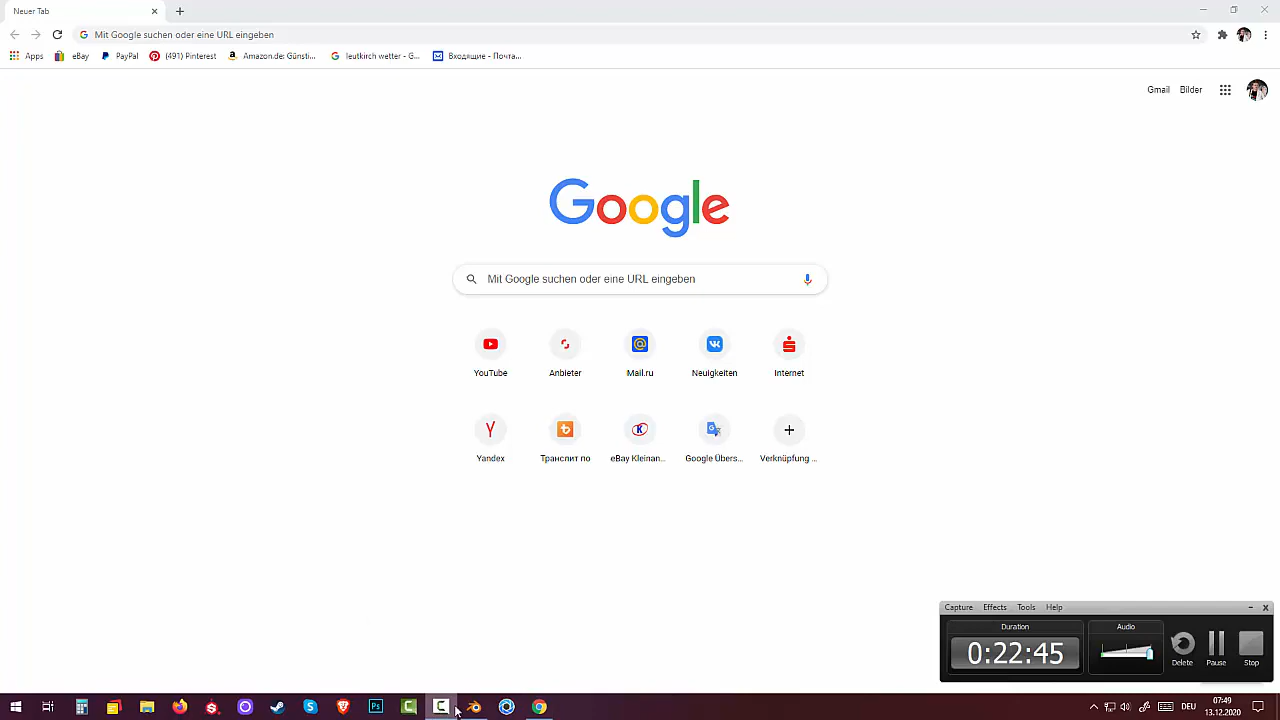 Neuer Tab
Mit Google suchen oder eine URL eingeben
Apps eBay PayPal (491) Pinterest Amazon.de: Günsti... leutkirch wetter - G... Входящие - Почта...
Gmail Bilder
Google
Mit Google suchen oder eine URL eingeben
YouTube Anbieter Mail.ru Neuigkeiten Internet
Yandex Транслит по eBay Kleinan... Google Übers... Verknüpfung ...
Capture Effects Tools Help
Duration Audio
0:22:45
Delete Pause Stop
DEU
07:49
13.12.2020